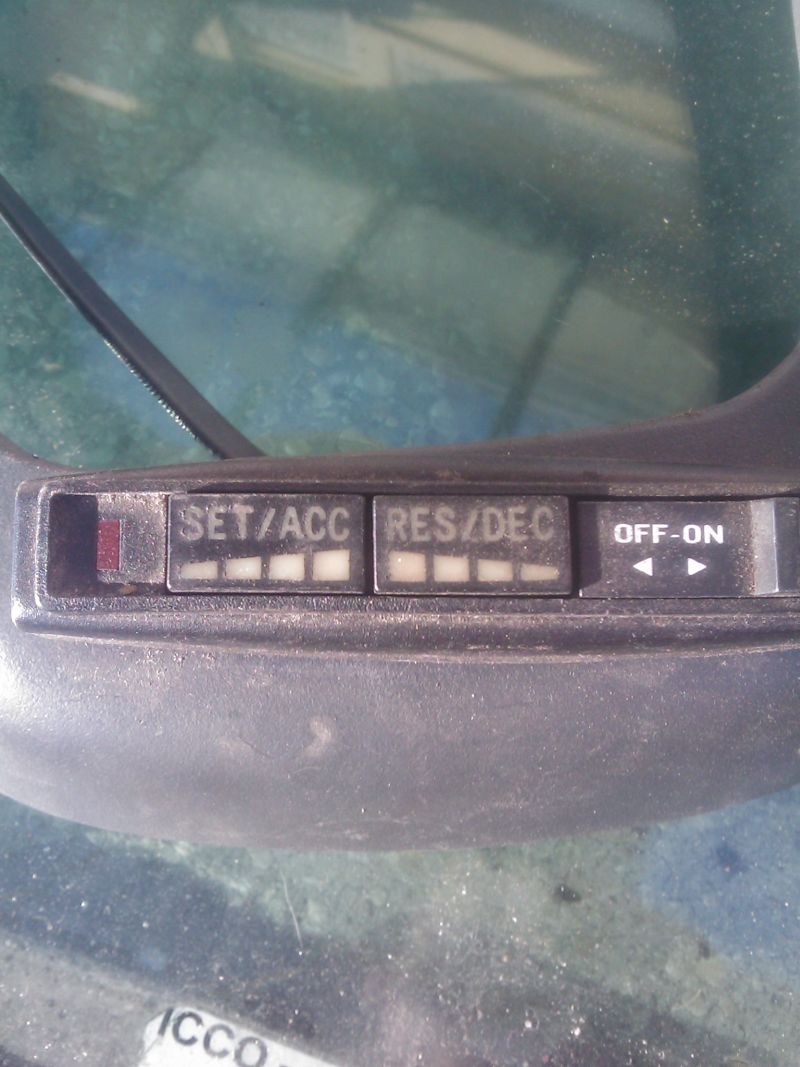 SET/ACC
RES/DEC
OFF-ON
ICCO